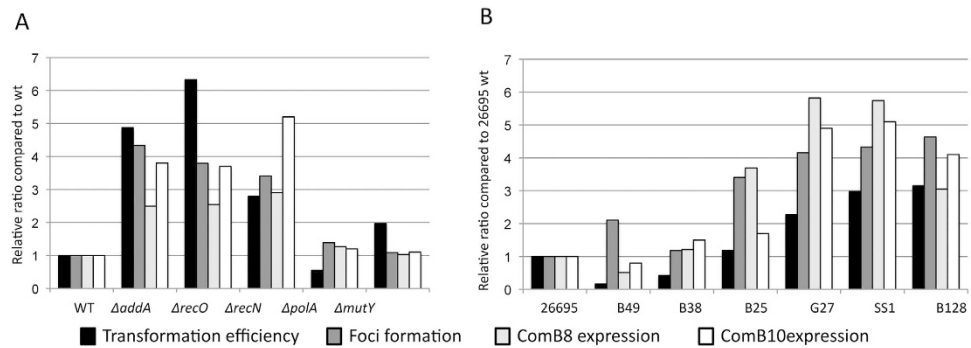 A
B
Relative ratio compared to wt
7
6
5
4
3
2
1
0
WT ΔaddA ΔrecO ΔrecN ΔpolA ΔmutY
Relative ratio compared to 26695 wt
7
6
5
4
3
2
1
0
26695 B49 B38 B25 G27 SS1 B128
Transformation efficiency Foci formation ComB8 expression ComB10expression